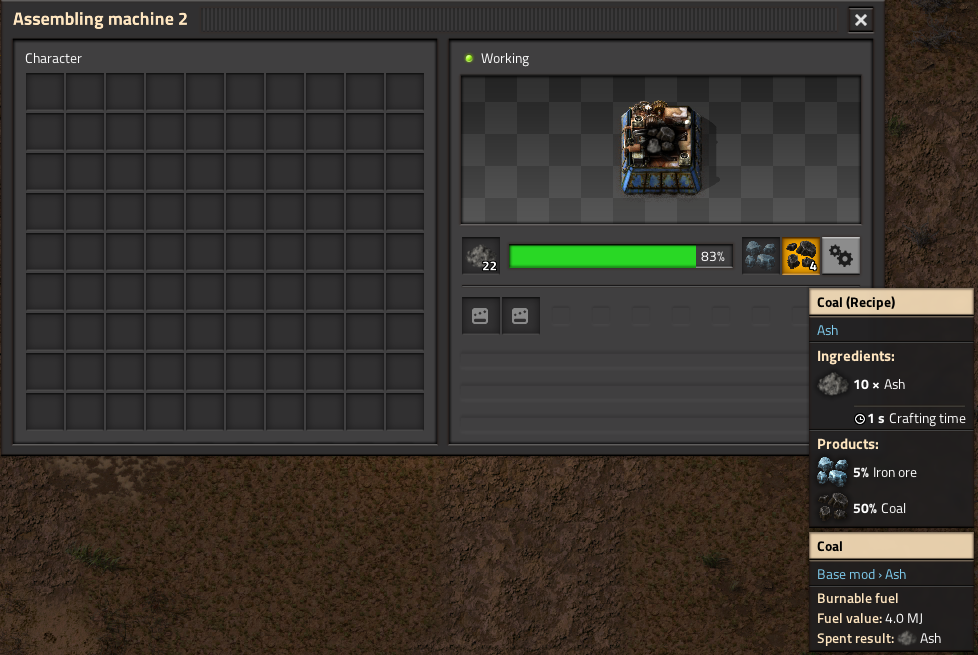 Assembling machine 2
Character
Working
22
83%
4
Coal (Recipe)
Ash
Ingredients:
10 × Ash
1 s Crafting time
Products:
5% Iron ore
50% Coal
Coal
Base mod › Ash
Burnable fuel
Fuel value: 4.0 MJ
Spent result: Ash